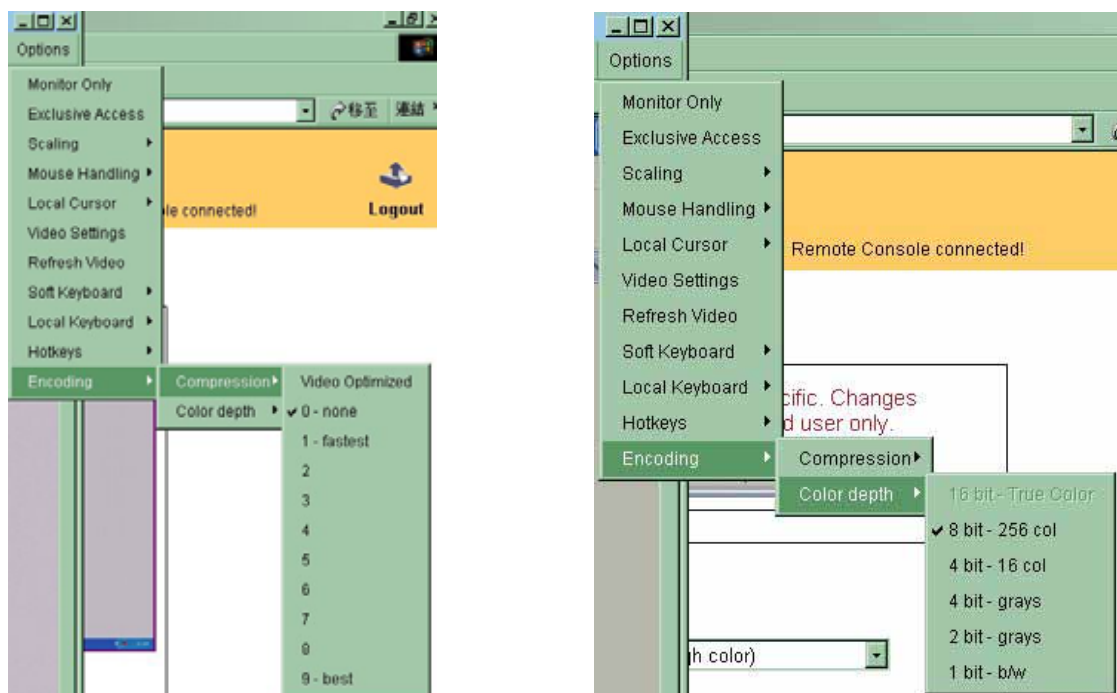 Options
Monitor Only
Exclusive Access
移至 連結
Scaling
Mouse Handling
Local Cursor
le connected!
Logout
Video Settings
Refresh Video
Soft Keyboard
Local Keyboard
Hotkeys
Encoding
Compression
Video Optimized
Color depth
0 - none
1 - fastest
2
3
4
5
6
7
8
9 - best
Options
Monitor Only
Exclusive Access
Scaling
Mouse Handling
Local Cursor
Remote Console connected!
Video Settings
Refresh Video
Soft Keyboard
Local Keyboard
cific. Changes
Hotkeys
d user only.
Encoding
Compression
Color depth
16 bit - True Color
8 bit - 256 col
4 bit - 16 col
4 bit - grays
2 bit - grays
gh color)
1 bit - b/w